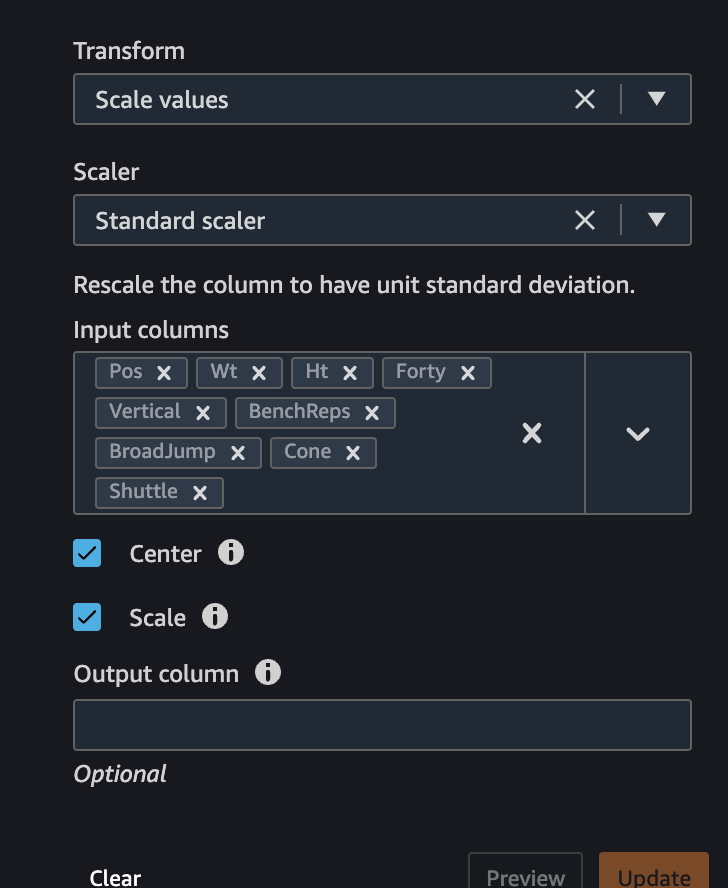 Transform
Scale values
Scaler
Standard scaler
Rescale the column to have unit standard deviation.
Input columns
Pos Wt Ht Forty
Vertical BenchReps
BroadJump Cone
Shuttle
Center
Scale
Output column
Optional
Clear Preview Update